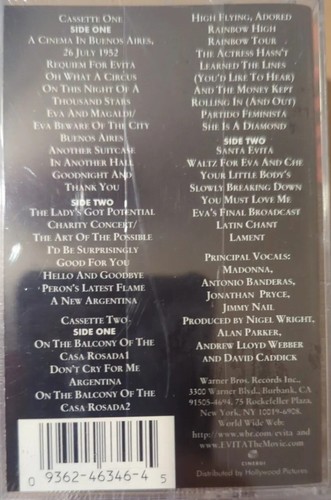 Cassette One
SIDE ONE
A Cinema in Buenos Aires,
26 July 1952
Requiem for Evita
Oh What a Circus
On This Night of A
Thousand Stars
Eva and Magaldi/
Eva Beware of the City
Buenos Aires
Another Suitcase
in Another Hall
Goodnight And
Thank You
SIDE TWO
The Lady's Got Potential
Charity Concelt/
The Art of The Possible
I'd Be Surprisingly
Good For You
Hello And Goodbye
Peron's Latest Flame
A New Argentina
Cassette Two
SIDE ONE
On The Balcony Of The
Casa Rosada1
Don't Cry For Me
Argentina
On The Balcony Of The
Casa Rosada2
0 9362-46346-4 5
High Flying, Adored
Rainbow High
Rainbow Tour
The Actress Hasn't
Learned The Lines
(You'd Like To Hear)
And The Money Kept
Rolling In (And Out)
Partido Feminista
She Is A Diamond
SIDE TWO
Santa Evita
Waltz For Eva And Che
Your Little Body's
Slowly Breaking Down
You Must Love Me
Eva's Final Broadcast
Latin Chant
Lament
Principal Vocals:
Madonna,
Antonio Banderas,
Jonathan Pryce,
Jimmy Nail
Produced by Nigel Wright,
Alan Parker,
Andrew Lloyd Webber
and David Caddick
Warner Bros. Records Inc.,
3300 Warner Blvd., Burbank, CA
91505-4694, 75 Rockefeller Plaza,
New York, NY 10019-6908.
World Wide Web:
http://www.wbr.com/evita and
www.EVITATheMovie.com
CINERGI
Distributed by Hollywood Pictures